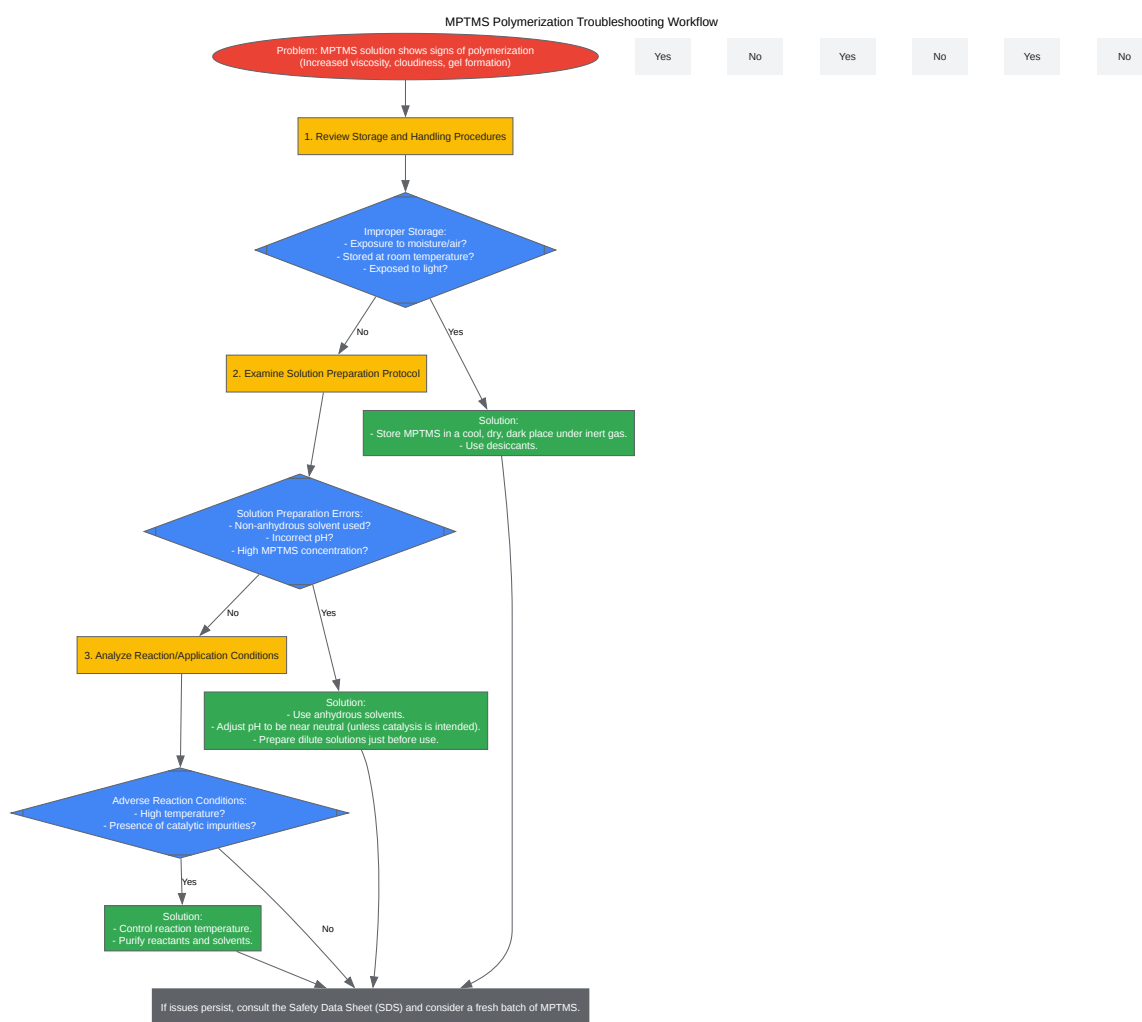 MPTMS Polymerization Troubleshooting Workflow
Problem: MPTMS solution shows signs of polymerization
(Increased viscosity, cloudiness, gel formation)
Yes
No
Yes
No
Yes
No
1. Review Storage and Handling Procedures
Improper Storage:
- Exposure to moisture/air?
- Stored at room temperature?
- Exposed to light?
No
Yes
2. Examine Solution Preparation Protocol
Solution:
- Store MPTMS in a cool, dry, dark place under inert gas.
- Use desiccants.
Solution Preparation Errors:
- Non-anhydrous solvent used?
- Incorrect pH?
- High MPTMS concentration?
No
Yes
3. Analyze Reaction/Application Conditions
Solution:
- Use anhydrous solvents.
- Adjust pH to be near neutral (unless catalysis is intended).
- Prepare dilute solutions just before use.
Adverse Reaction Conditions:
- High temperature?
- Presence of catalytic impurities?
Yes
No
Solution:
- Control reaction temperature.
- Purify reactants and solvents.
If issues persist, consult the Safety Data Sheet (SDS) and consider a fresh batch of MPTMS.